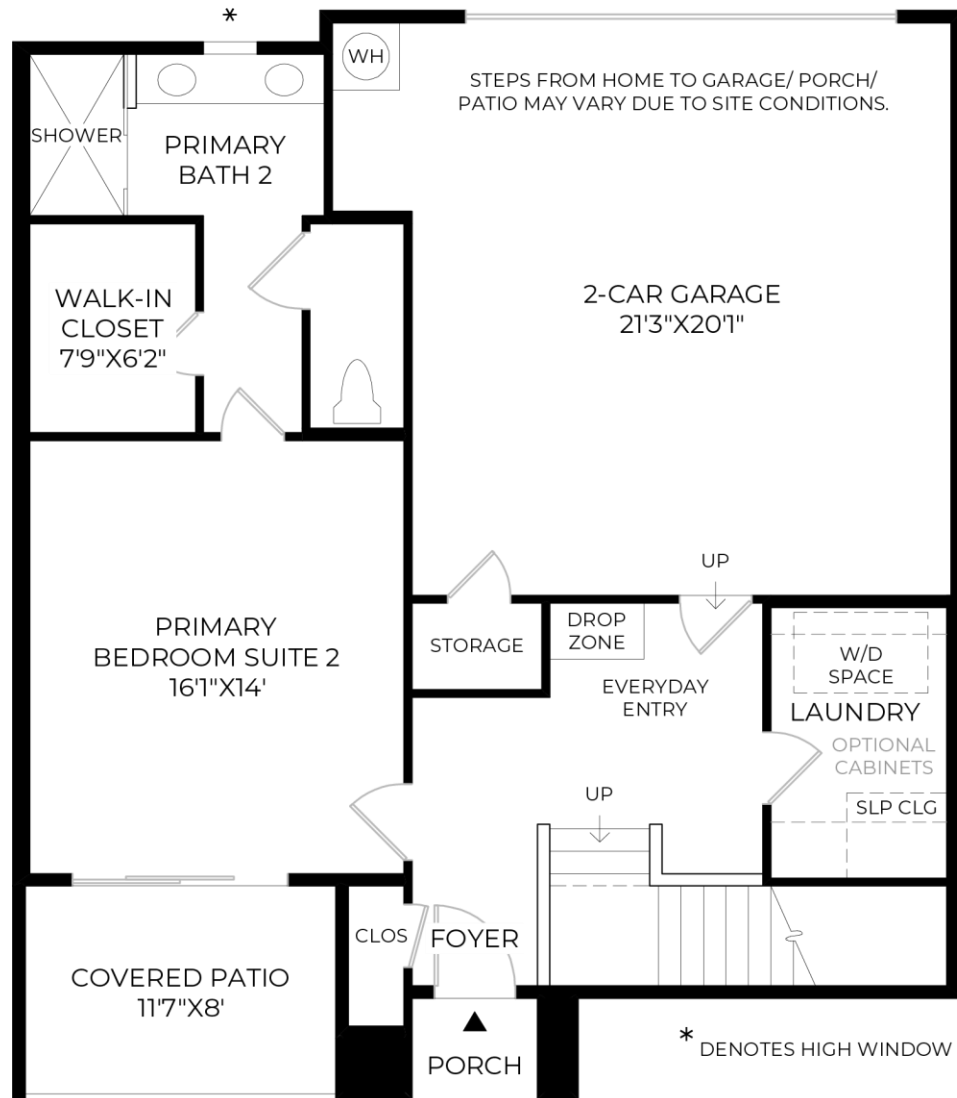 *
WH
STEPS FROM HOME TO GARAGE/ PORCH/
PATIO MAY VARY DUE TO SITE CONDITIONS.
SHOWER
PRIMARY
BATH 2
WALK-IN
CLOSET
7'9"X6'2"
2-CAR GARAGE
21'3"X20'1"
UP
PRIMARY
BEDROOM SUITE 2
16'1"X14'
STORAGE
DROP
ZONE
EVERYDAY
ENTRY
W/D
SPACE
LAUNDRY
OPTIONAL
CABINETS
SLP CLG
UP
CLOS
FOYER
COVERED PATIO
11'7"X8'
PORCH
* DENOTES HIGH WINDOW